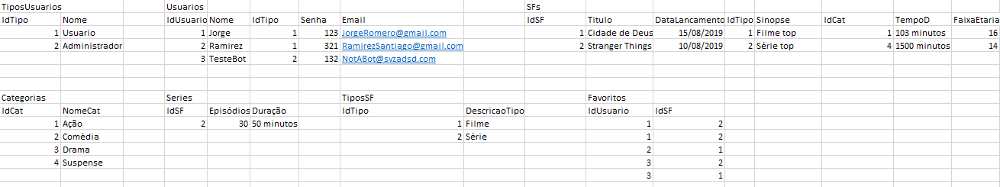 TiposUsuarios Usuarios SFs
IdTipo Nome IdUsuario Nome IdTipo Senha Email IdSF Titulo DataLancamento IdTipo Sinopse IdCat TempoD FaixaEtaria
1 Usuario 1 Jorge 1 123 JorgeRomero@gmail.com 1 Cidade de Deus 15/08/2019 1 Filme top 1 103 minutos 16
2 Administrador 2 Ramirez 1 321 RamirezSantiago@gmail.com 2 Stranger Things 10/08/2019 2 Série top 4 1500 minutos 14
3 TesteBot 2 132 NotABot@svzadsd.com
Categorias Series TiposSF Favoritos
IdCat NomeCat IdSF Episódios Duração IdTipo DescricaoTipo IdUsuario IdSF
1 Ação 2 30 50 minutos 1 Filme 1 2
2 Comédia 2 Série 1 2
3 Drama 2 1
4 Suspense 3 2
3 1